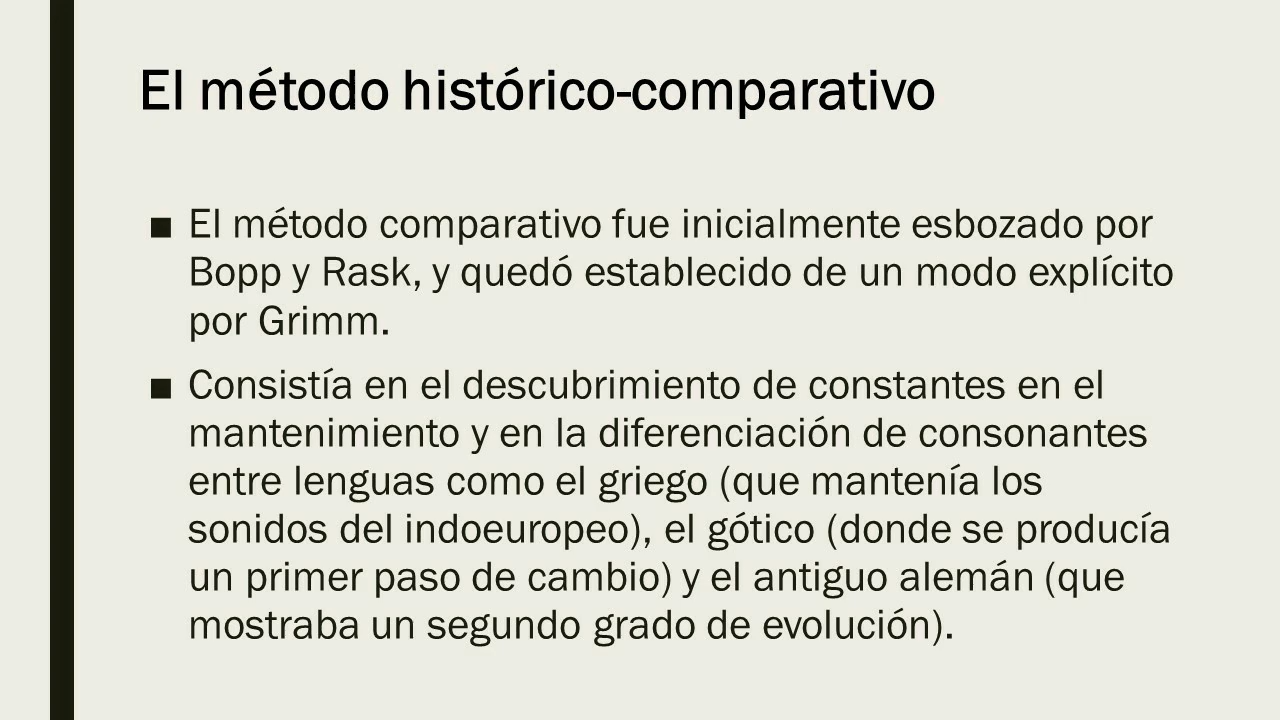 El método histórico-comparativo
■ El método comparativo fue inicialmente esbozado por
Bopp y Rask, y quedó establecido de un modo explícito
por Grimm.
■ Consistía en el descubrimiento de constantes en el
mantenimiento y en la diferenciación de consonantes
entre lenguas como el griego (que mantenía los
sonidos del indoeuropeo), el gótico (donde se producía
un primer paso de cambio) y el antiguo alemán (que
mostraba un segundo grado de evolución).